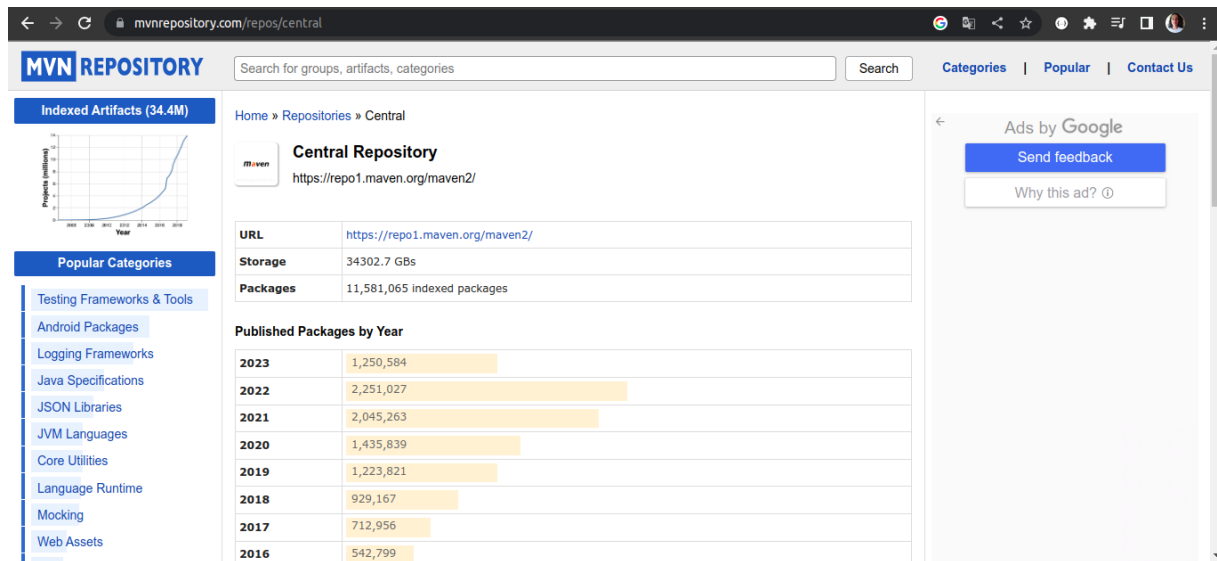 mvnrepository.com/repos/central
MVN REPOSITORY
Search for groups, artifacts, categories
Search
Categories | Popular | Contact Us
Indexed Artifacts (34.4M)
Projects (millions)
Year
Popular Categories
Testing Frameworks & Tools
Android Packages
Logging Frameworks
Java Specifications
JSON Libraries
JVM Languages
Core Utilities
Language Runtime
Mocking
Web Assets
Home » Repositories » Central
maven
Central Repository
https://repo1.maven.org/maven2/
URL https://repo1.maven.org/maven2/
Storage 34302.7 GBs
Packages 11,581,065 indexed packages
Published Packages by Year
2023 1,250,584
2022 2,251,027
2021 2,045,263
2020 1,435,839
2019 1,223,821
2018 929,167
2017 712,956
2016 542,799
Ads by Google
Send feedback
Why this ad?